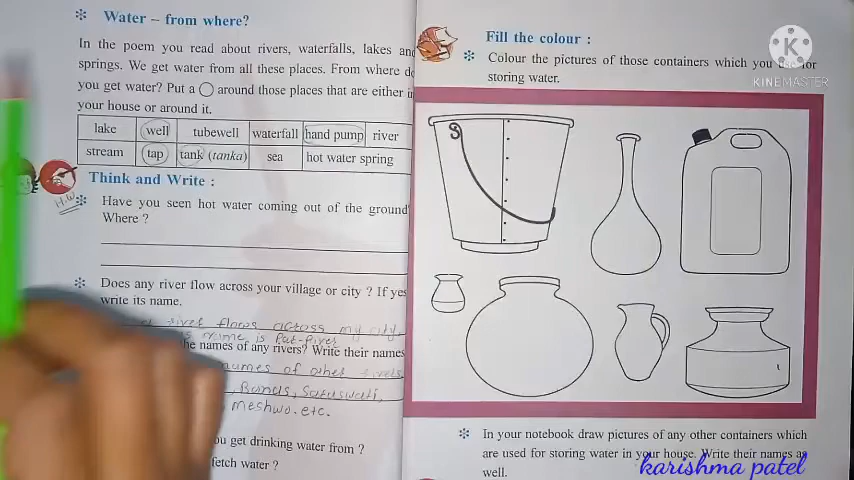 Water – from where?
In the poem you read about rivers, waterfalls, lakes and
springs. We get water from all these places. From where do
you get water? Put a around those places that are either in
your house or around it.
lake well tubewell waterfall hand pump river
stream tap tank (tanka) sea hot water spring
Think and Write :
H.W
Have you seen hot water coming out of the ground
Where ?
Does any river flow across your village or city ? If yes
write its name.
river flows across my city,
name is Pat-River
the names of any rivers? Write their names
names of other rivers
, Banas, Saraswati,
meshwo.etc.
you get drinking water from ?
fetch water ?
Fill the colour :
Colour the pictures of those containers which you for
storing water.
In your notebook draw pictures of any other containers which
are used for storing water in your house. Write their names as
well.
K
KINEMASTER
karishma patel